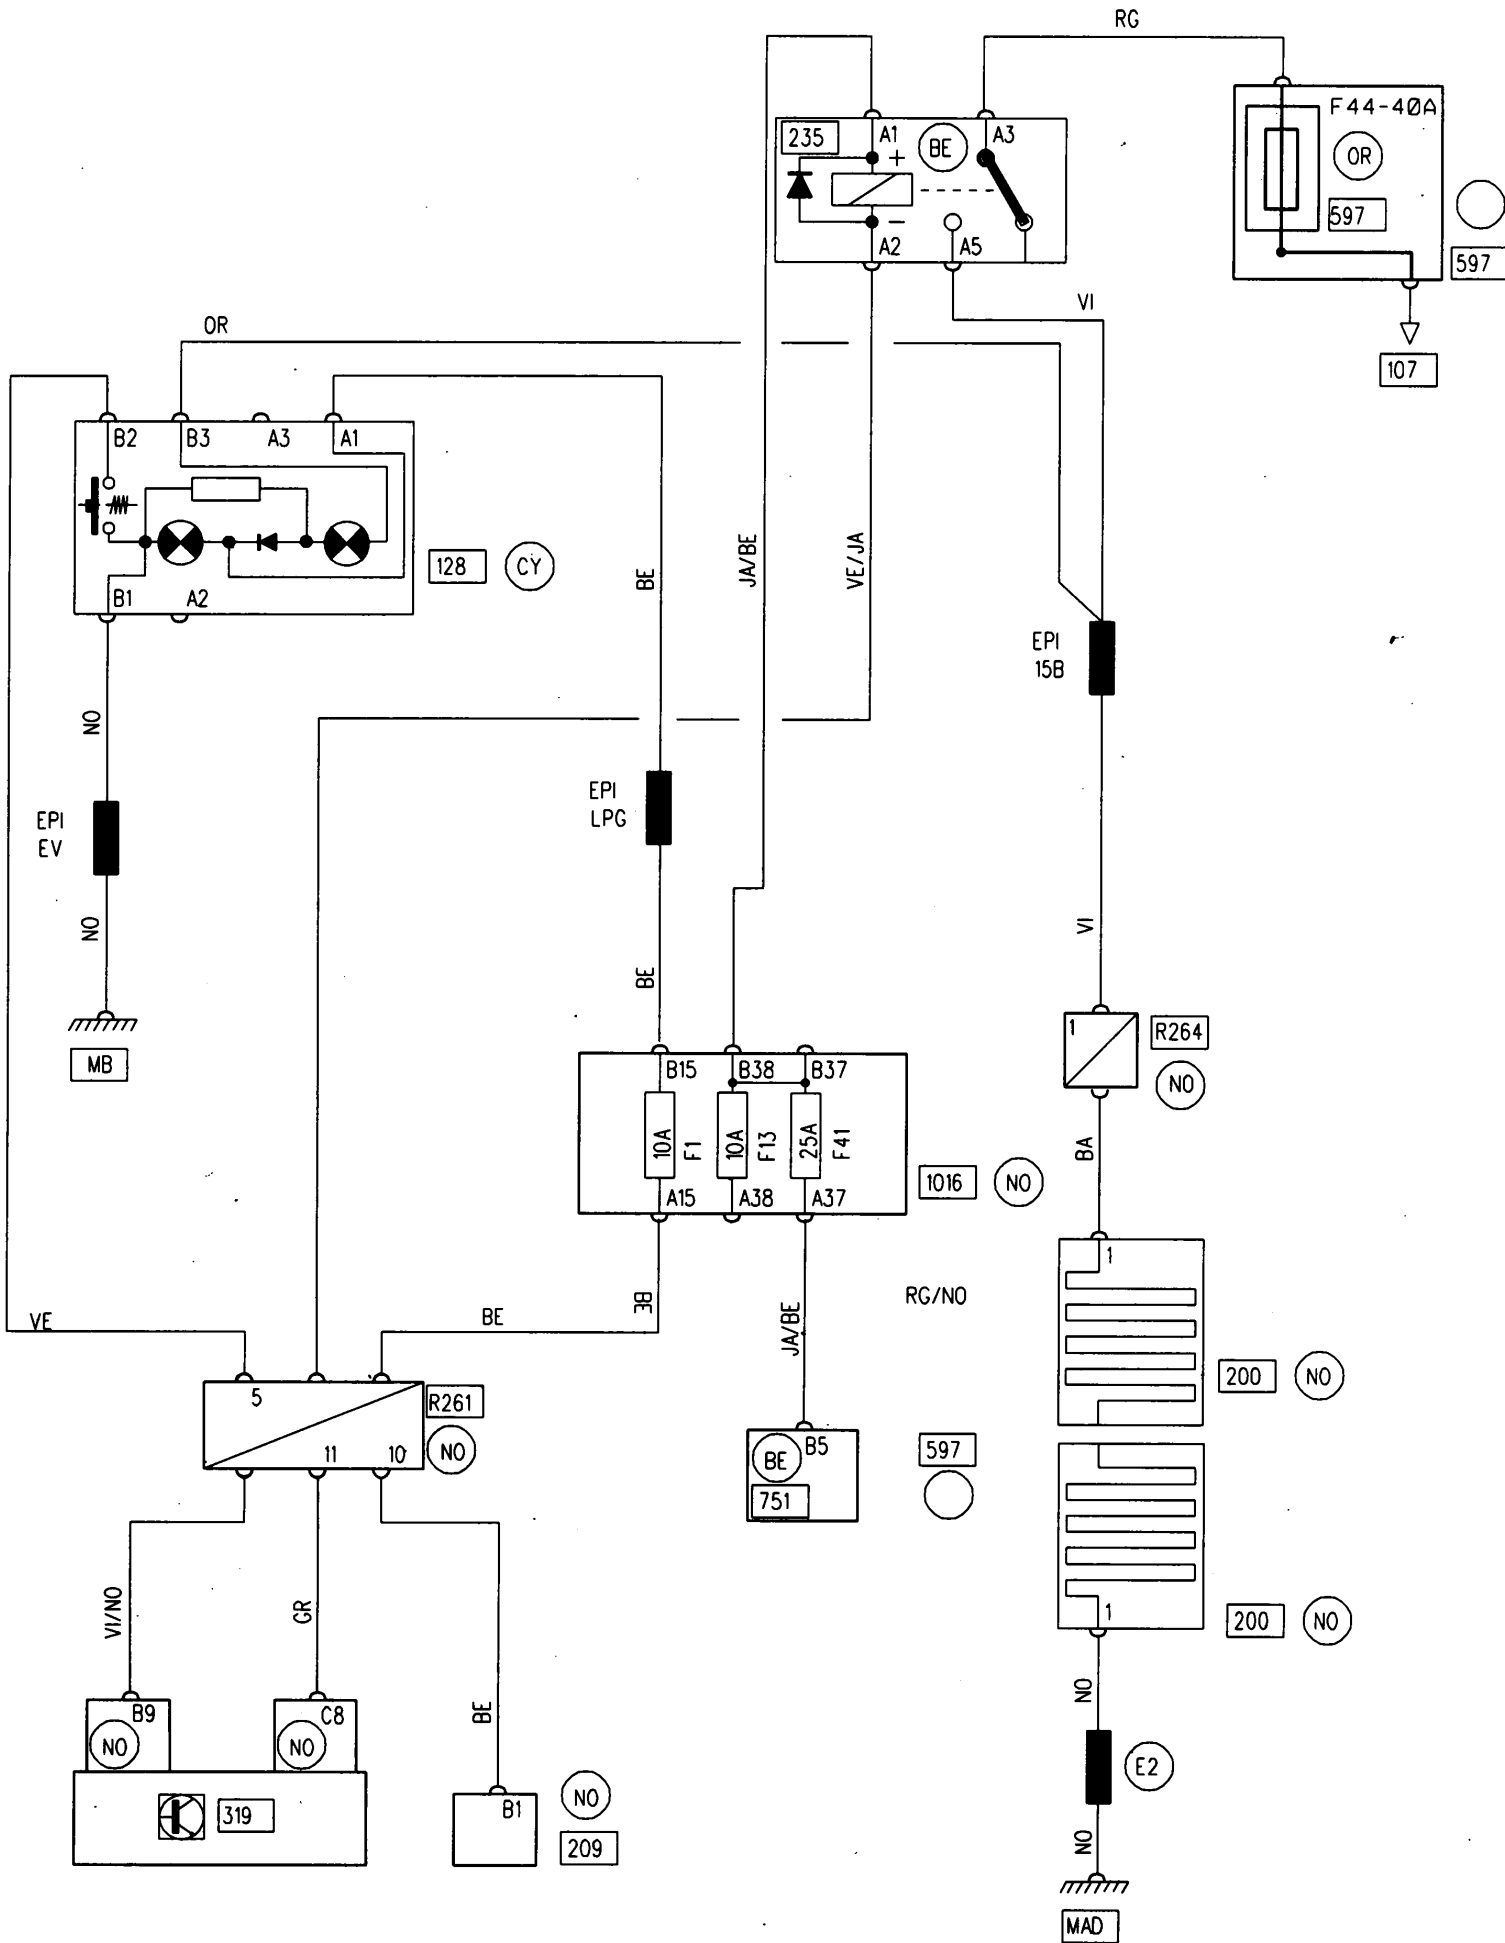 RG
F44-40A
OR
597
597
107
235
A1
BE
A3
+
−
A2
A5
VI
OR
B2
B3
A3
A1
B1
A2
128
CY
BE
JA/BE
VE/JA
EPI
15B
NO
EPI
EV
NO
MB
EPI
LPG
BE
VI
1
R264
NO
BA
B15
B38
B37
10A
F1
10A
F13
25A
F41
A15
A38
A37
1016
NO
VE
BE
BE
JA/BE
RG/NO
1
200
NO
5
R261
11
10
NO
BE
B5
751
597
1
200
NO
VI/NO
GR
BE
B9
NO
C8
NO
319
B1
NO
209
NO
E2
NO
MAD